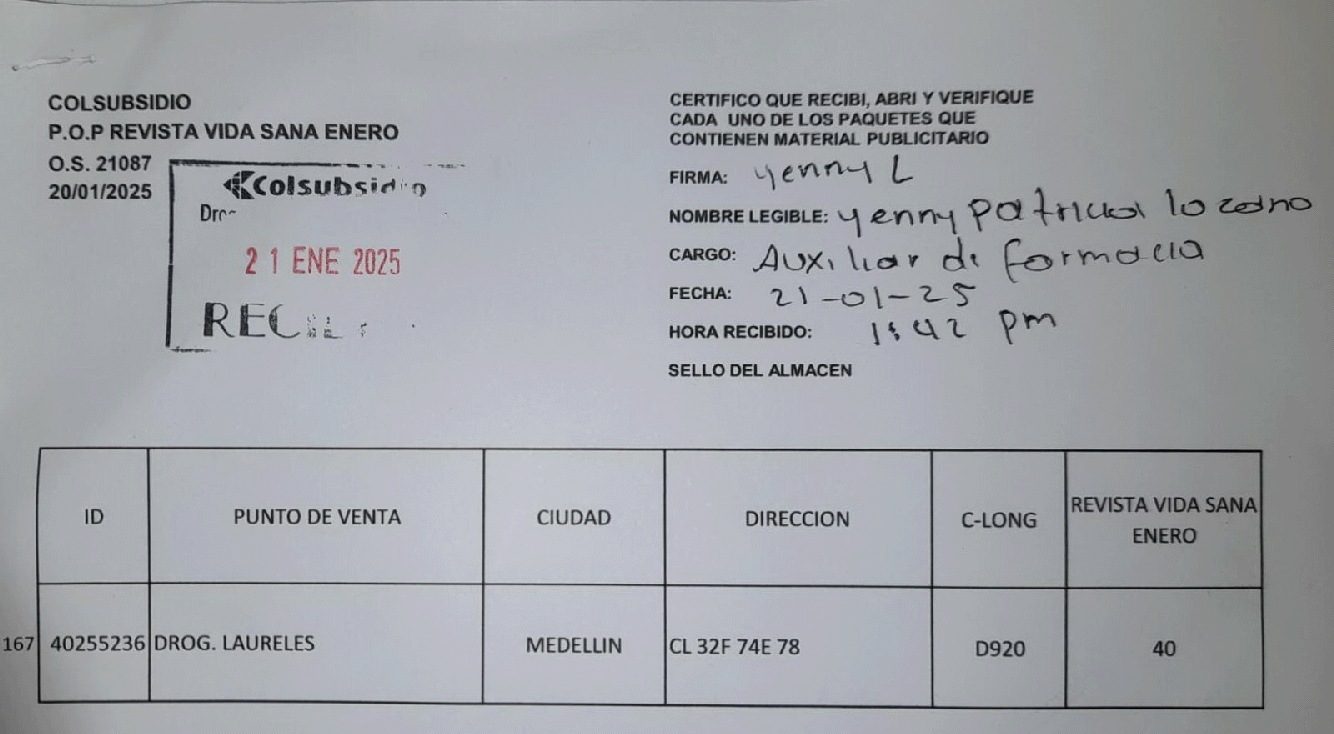 COLSUBSIDIO
P.O.P REVISTA VIDA SANA ENERO
O.S. 21087
20/01/2025
Colsubsidio
21 ENE 2025
CERTIFICO QUE RECIBI, ABRI Y VERIFIQUE
CADA UNO DE LOS PAQUETES QUE
CONTIENEN MATERIAL PUBLICITARIO
FIRMA: yenny L
NOMBRE LEGIBLE: yenny patricia lozano
CARGO: Auxiliar de farmacia
FECHA: 21-01-25
HORA RECIBIDO: 1:42 pm
SELLO DEL ALMACEN
ID PUNTO DE VENTA CIUDAD DIRECCION C-LONG REVISTA VIDA SANA ENERO
167 40255236 DROG. LAURELES MEDELLIN CL 32F 74E 78 D920 40